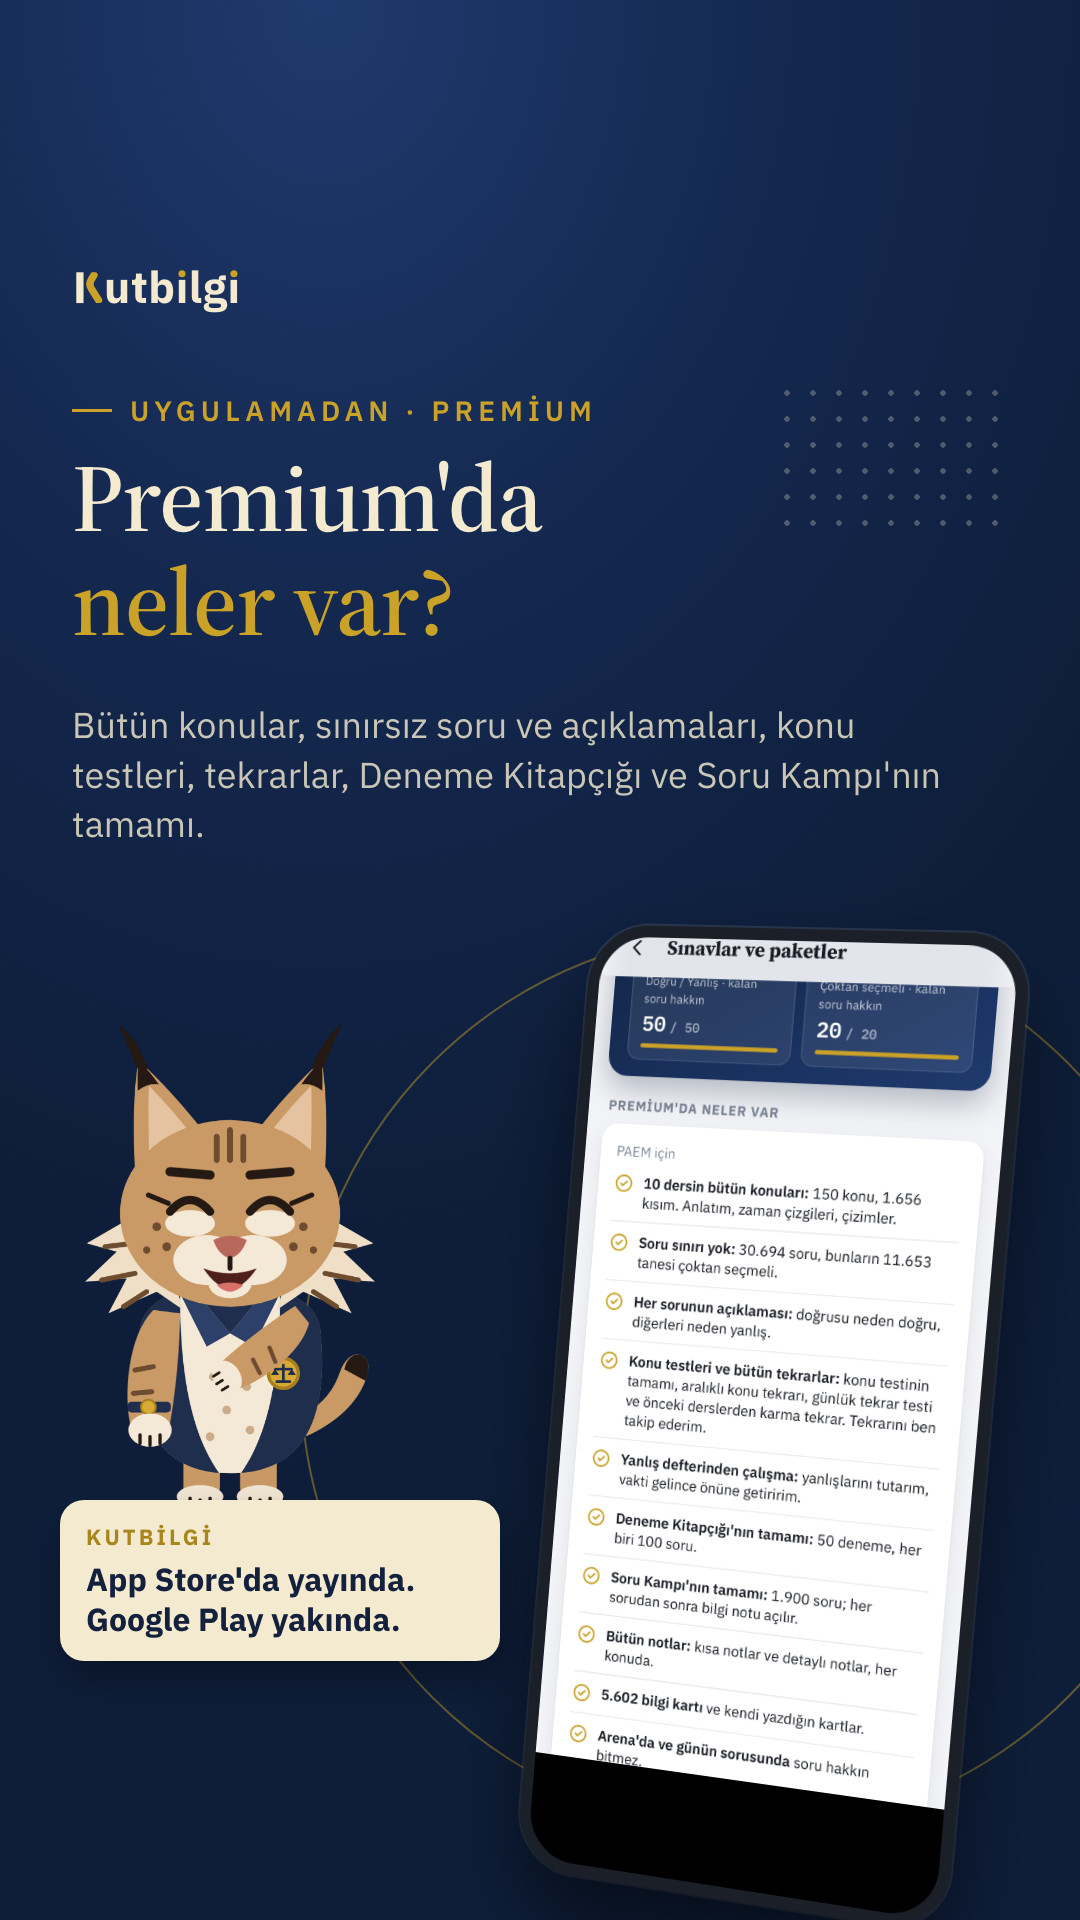 Kutbilgi
UYGULAMADAN · PREMİUM
Premium'da
neler var?
Bütün konular, sınırsız soru ve açıklamaları, konu
testleri, tekrarlar, Deneme Kitapçığı ve Soru Kampı'nın
tamamı.
Sınavlar ve paketler
Doğru / Yanlış · kalan
soru hakkın
50 / 50
Çoktan seçmeli · kalan
soru hakkın
20 / 20
PREMİUM'DA NELER VAR
PAEM için
10 dersin bütün konuları: 150 konu, 1.656
kısım. Anlatım, zaman çizgileri, çizimler.
Soru sınırı yok: 30.694 soru, bunların 11.653
tanesi çoktan seçmeli.
Her sorunun açıklaması: doğrusu neden doğru,
diğerleri neden yanlış.
Konu testleri ve bütün tekrarlar: konu testinin
tamamı, aralıklı konu tekrarı, günlük tekrar testi
ve önceki derslerden karma tekrar. Tekrarını ben
takip ederim.
Yanlış defterinden çalışma: yanlışlarını tutarım,
vakti gelince önüne getiririm.
Deneme Kitapçığı'nın tamamı: 50 deneme, her
biri 100 soru.
Soru Kampı'nın tamamı: 1.900 soru; her
sorudan sonra bilgi notu açılır.
Bütün notlar: kısa notlar ve detaylı notlar, her
konuda.
5.602 bilgi kartı ve kendi yazdığın kartlar.
Arena'da ve günün sorusunda soru hakkın
bitmez.
KUTBİLGİ
App Store'da yayında.
Google Play yakında.